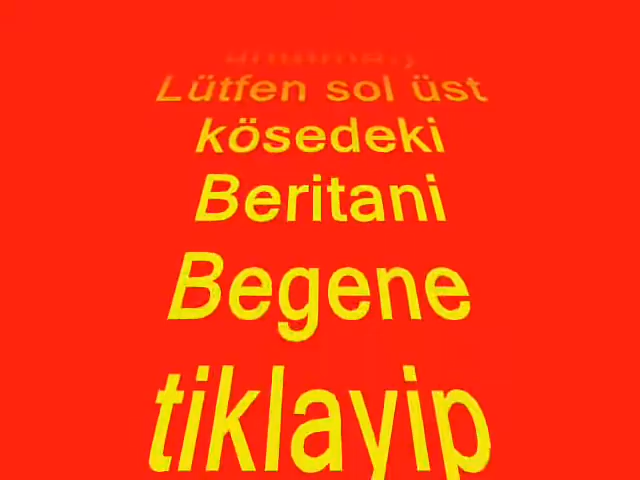 Lütfen sol üst
kösedeki
Beritani
Begene
tiklayip